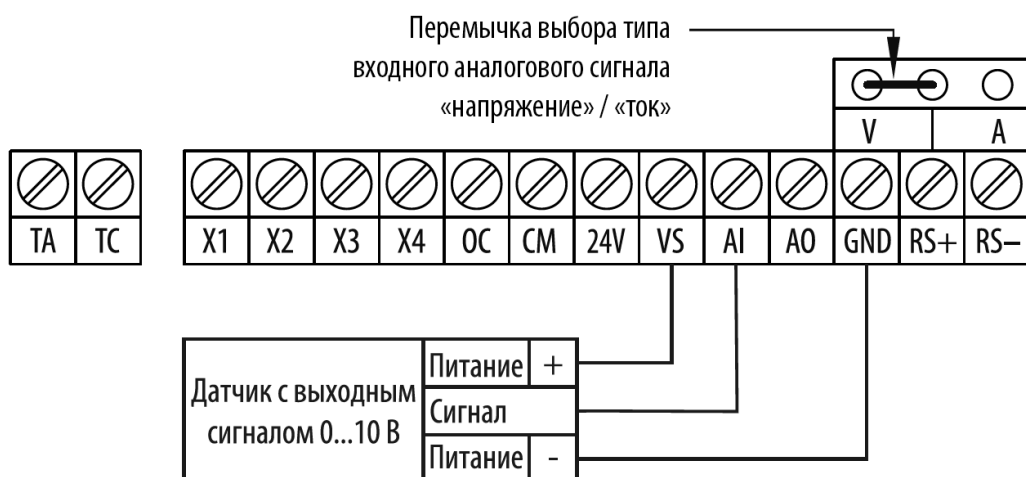 Перемычка выбора типа
входного аналогового сигнала
«напряжение» / «ток»
V A
TA TC X1 X2 X3 X4 OC CM 24V VS AI AO GND RS+ RS−
Питание +
Датчик с выходным
сигналом 0...10 В
Сигнал
Питание -